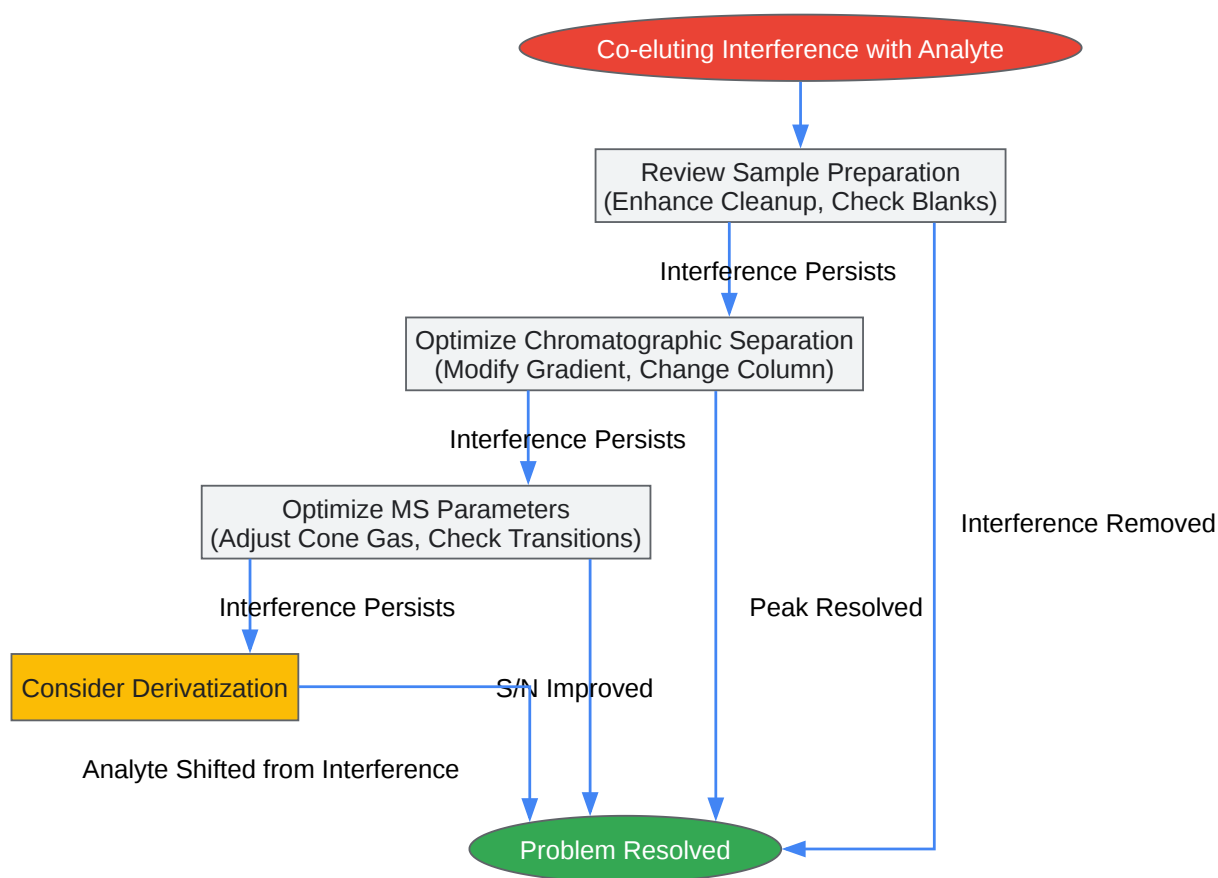 Co-eluting Interference with Analyte
Review Sample Preparation
(Enhance Cleanup, Check Blanks)
Interference Persists
Optimize Chromatographic Separation
(Modify Gradient, Change Column)
Interference Persists
Optimize MS Parameters
(Adjust Cone Gas, Check Transitions)
Interference Removed
Interference Persists
Peak Resolved
Consider Derivatization
S/N Improved
Analyte Shifted from Interference
Problem Resolved